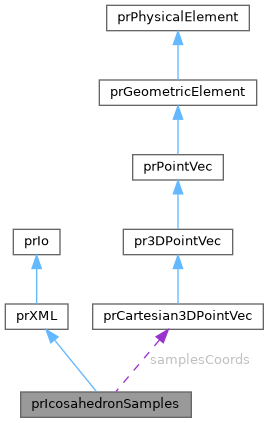 prPhysicalElement
prGeometricElement
prPointVec
prIo
pr3DPointVec
prXML
prCartesian3DPointVec
samplesCoords
prIcosahedronSamples